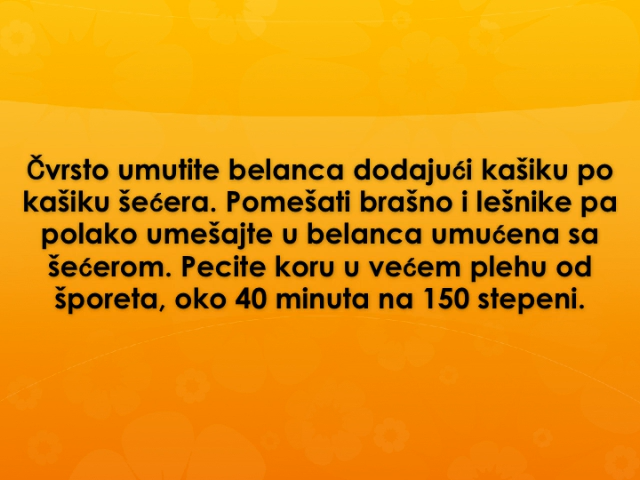 Čvrsto umutite belanca dodajući kašiku po
kašiku šećera. Pomešati brašno i lešnike pa
polako umešajte u belanca umućena sa
šećerom. Pecite koru u većem plehu od
šporeta, oko 40 minuta na 150 stepeni.